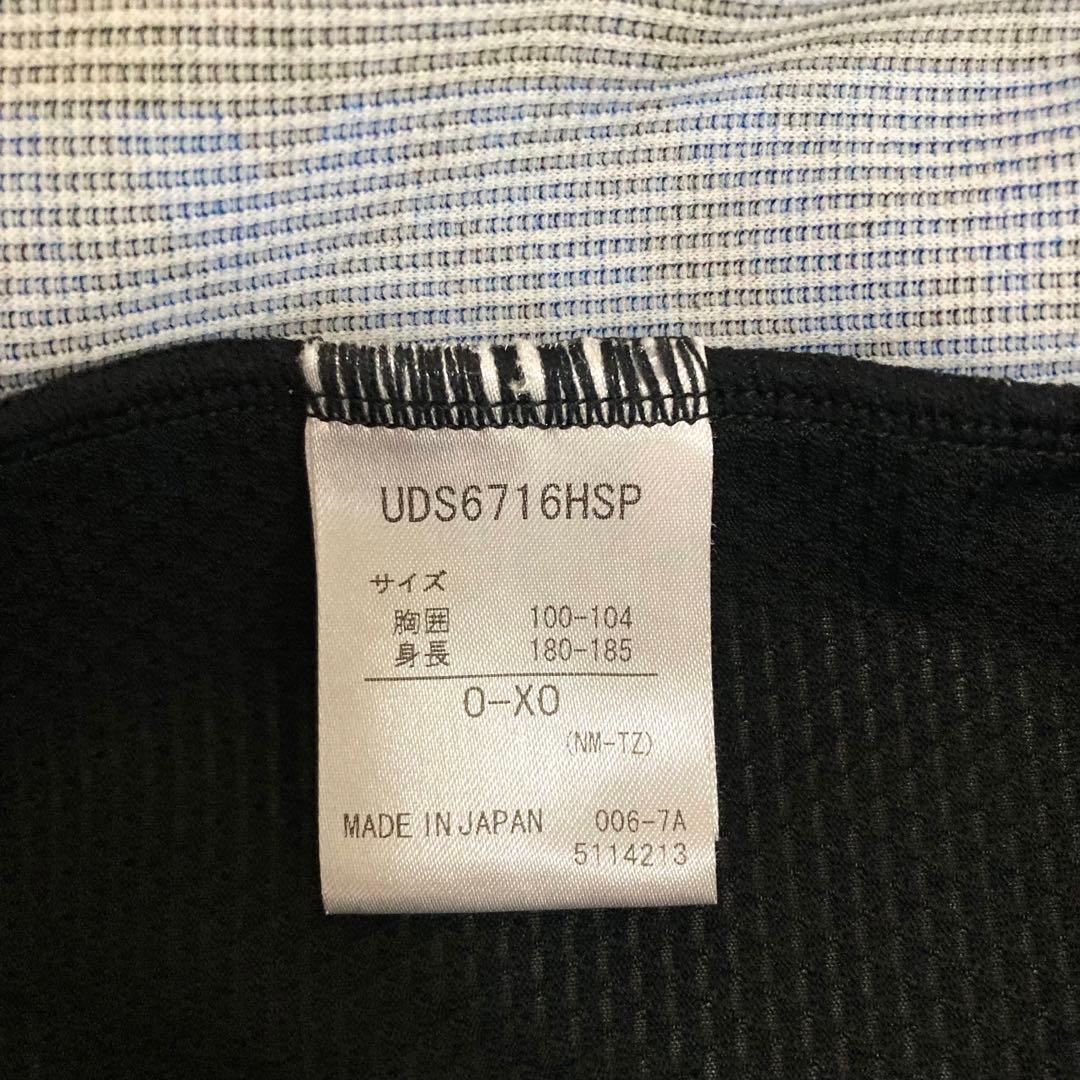 UDS6716HSP
サイズ
胸囲 100-104
身長 180-185
O-XO
(NM-TZ)
MADE IN JAPAN 006-7A
5114213